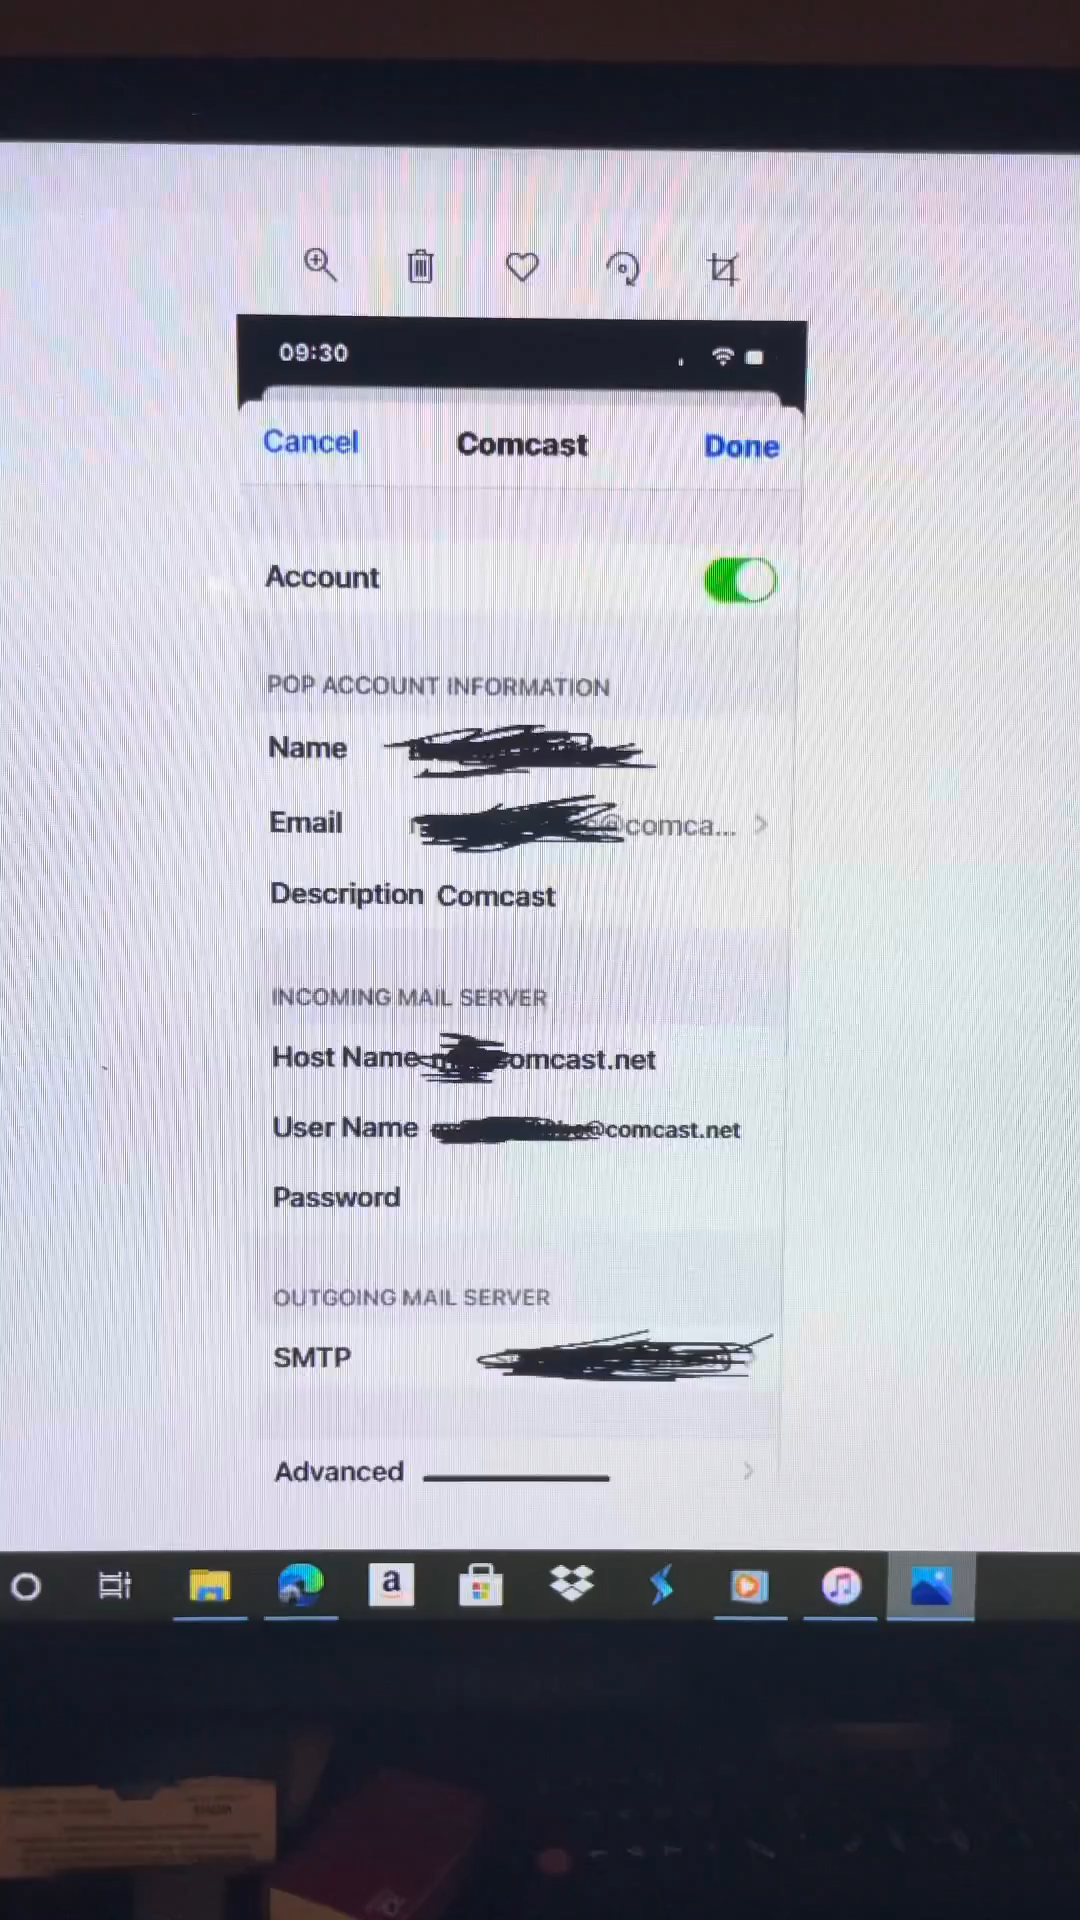 09:30
Cancel Comcast Done
Account
POP ACCOUNT INFORMATION
Name
Email @comca...
Description Comcast
INCOMING MAIL SERVER
Host Name omcast.net
User Name @comcast.net
Password
OUTGOING MAIL SERVER
SMTP
Advanced
a